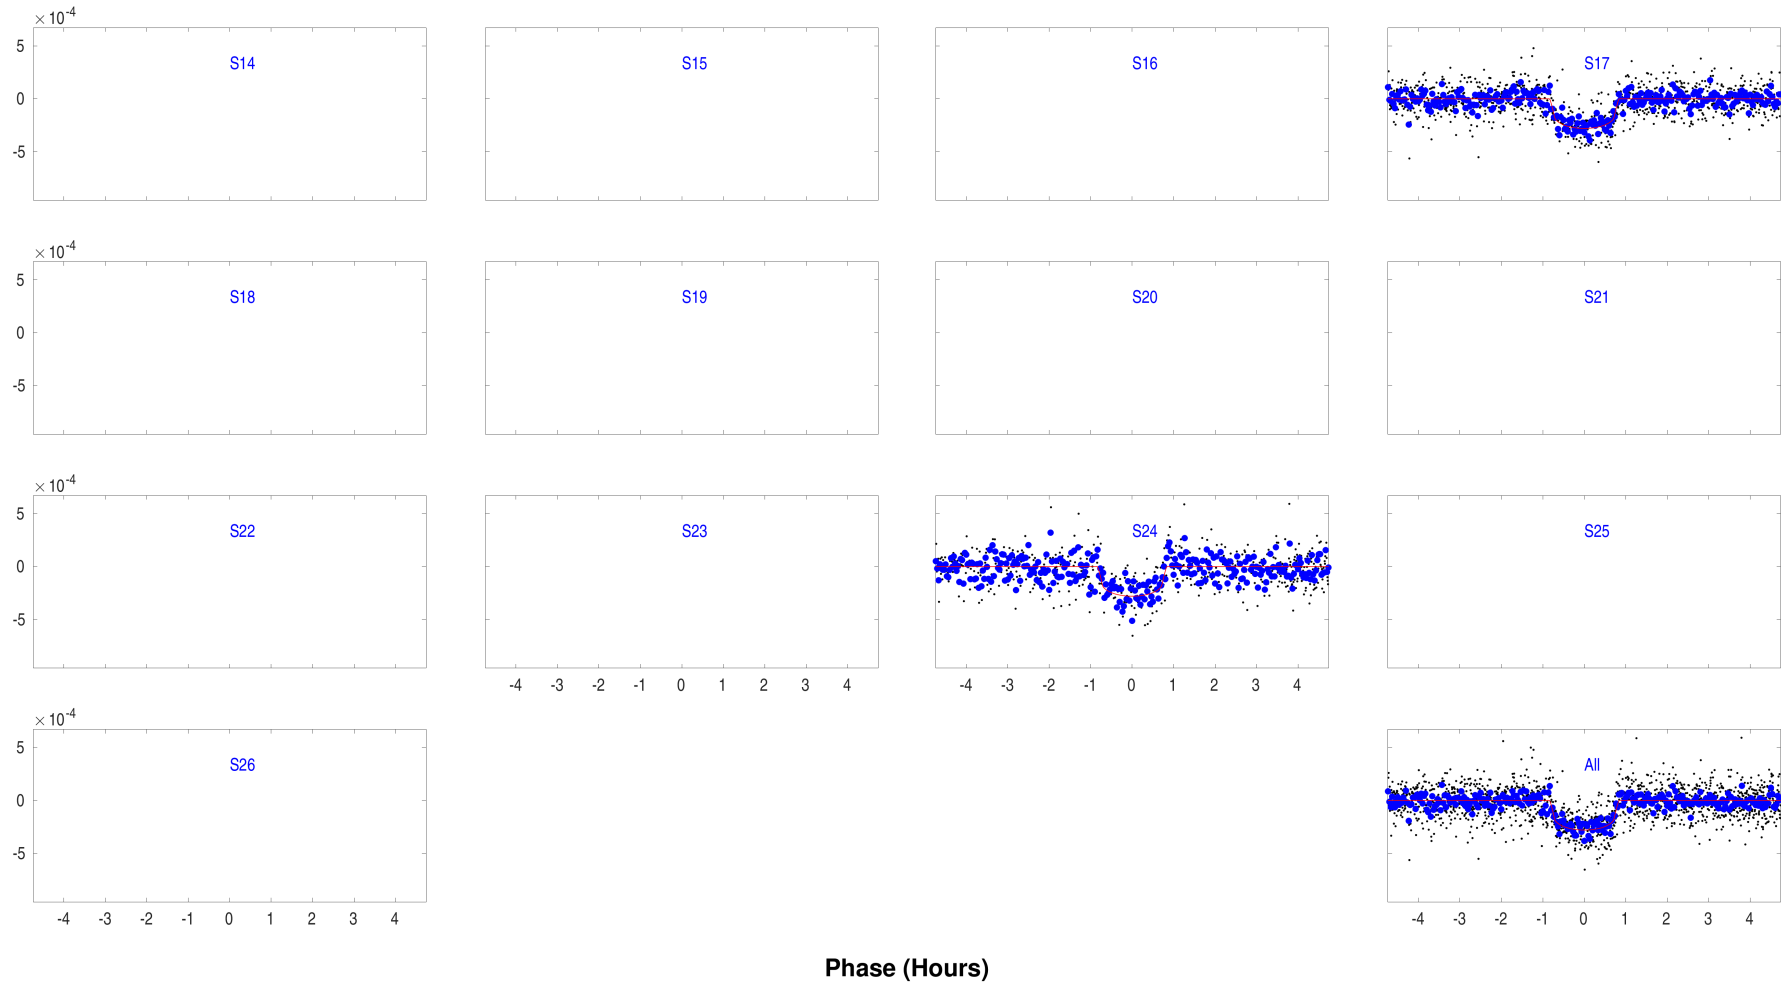 × 10^-4
5
0
-5
S14
S15
S16
S17
× 10^-4
5
0
-5
S18
S19
S20
S21
× 10^-4
5
0
-5
S22
S23
S24
S25
-4 -3 -2 -1 0 1 2 3 4
-4 -3 -2 -1 0 1 2 3 4
× 10^-4
5
0
-5
S26
All
-4 -3 -2 -1 0 1 2 3 4
-4 -3 -2 -1 0 1 2 3 4
Phase (Hours)